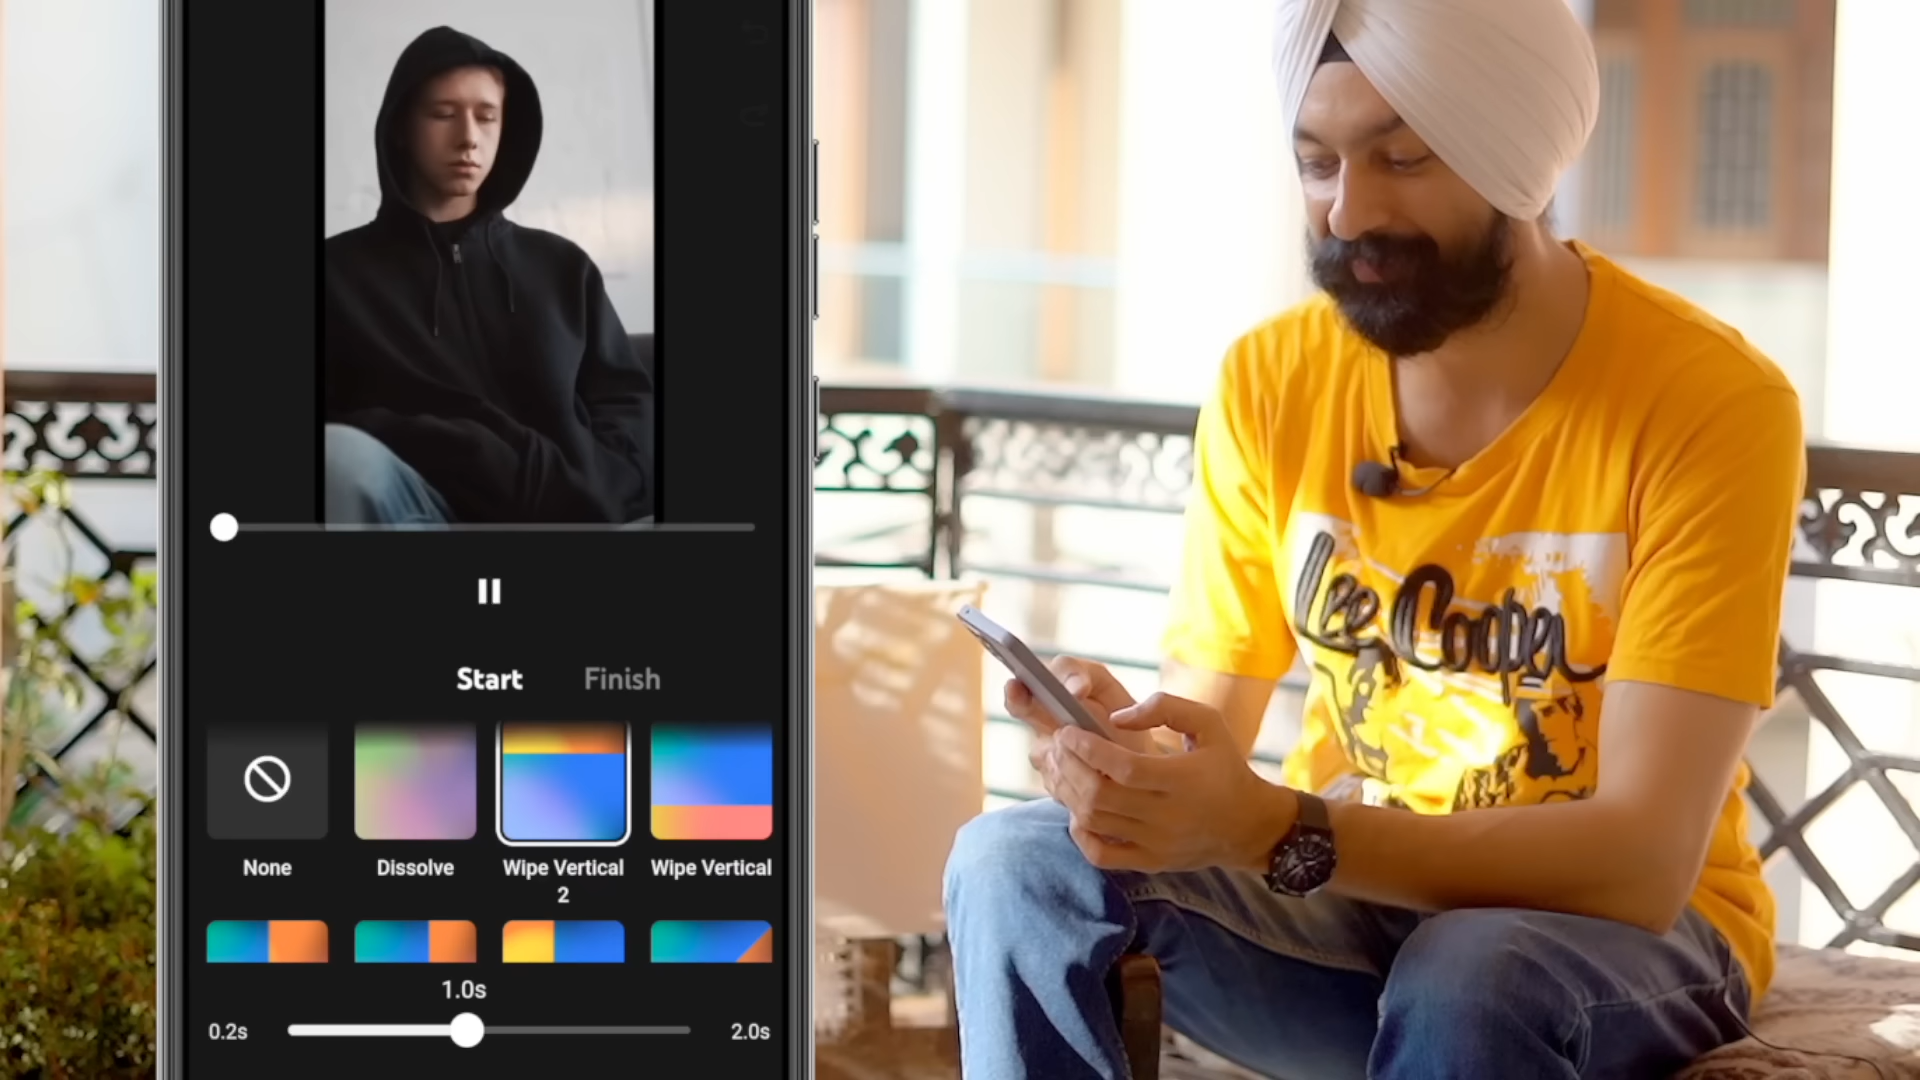 Start Finish
None Dissolve Wipe Vertical Wipe Vertical
2
1.0s
0.2s 2.0s
Lee Cooper